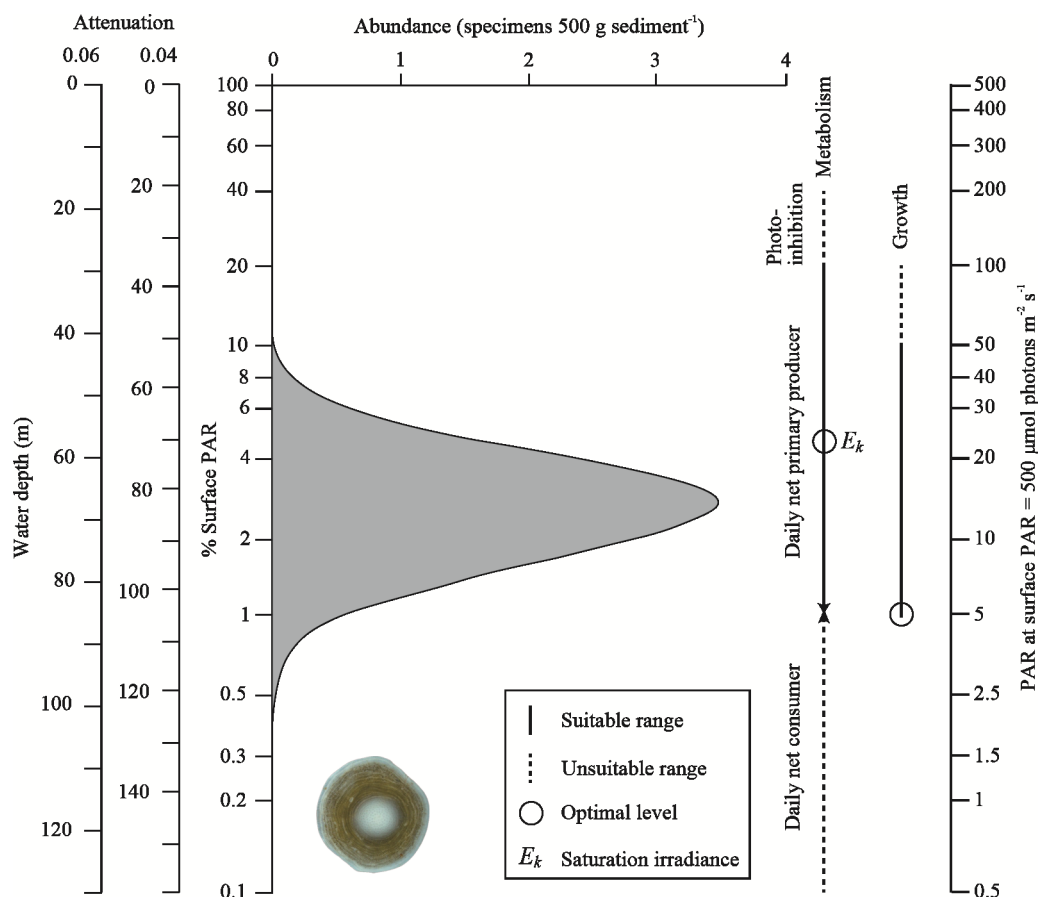 Attenuation
0.06
0.04
Water depth (m)
0
20
40
60
80
100
120
0
20
40
60
80
100
120
140
Abundance (specimens 500 g sediment-1)
0 1 2 3 4
% Surface PAR
100
80
60
40
20
10
8
6
4
2
1
0.5
0.3
0.2
0.1
Metabolism
Photo-
inhibition
Daily net primary producer
Ek
Daily net consumer
Growth
500
400
300
200
100
50
40
30
20
10
5
2.5
1.5
1
0.5
PAR at surface PAR = 500 µmol photons m-2 s-1
Suitable range
Unsuitable range
Optimal level
Ek Saturation irradiance